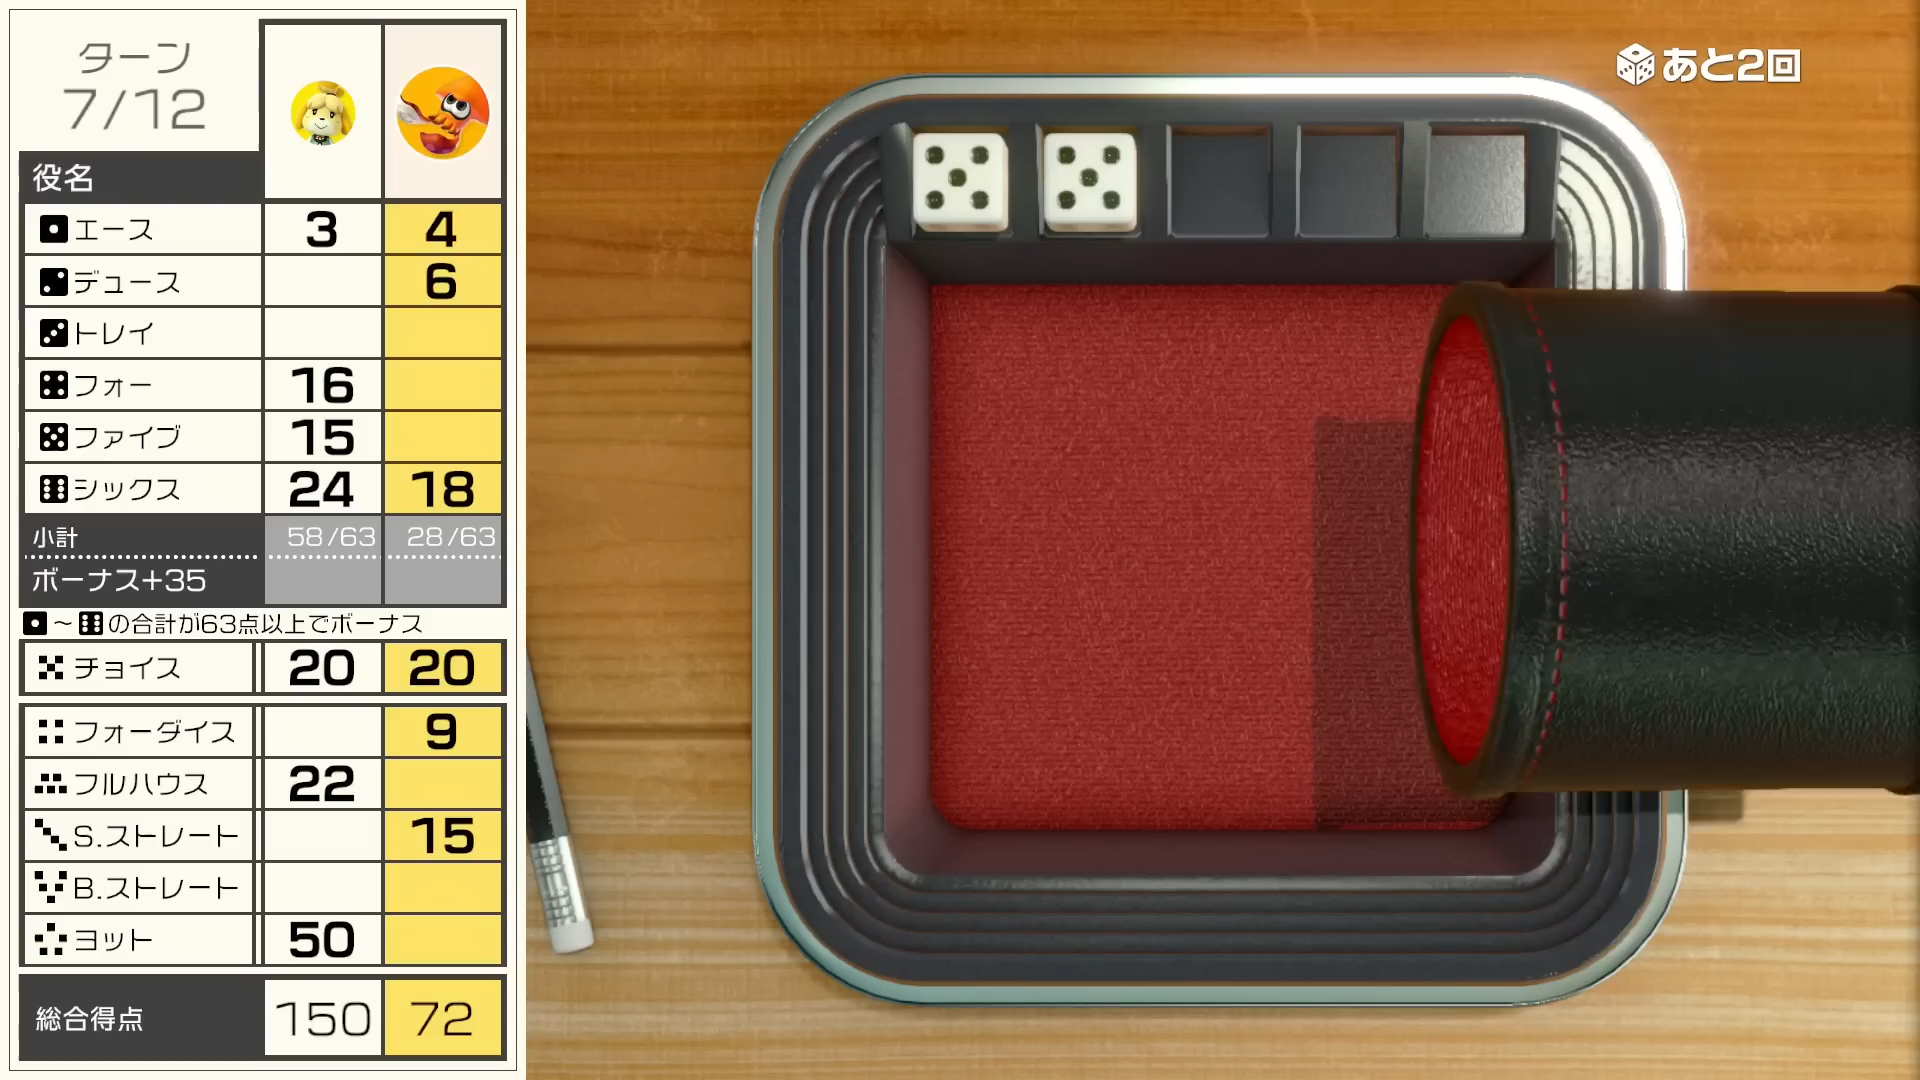 ターン
7/12
役名
エース 3 4
デュース 6
トレイ
フォー 16
ファイブ 15
シックス 24 18
小計 58/63 28/63
ボーナス+35
~の合計が63点以上でボーナス
チョイス 20 20
フォーダイス 9
フルハウス 22
S.ストレート 15
B.ストレート
ヨット 50
総合得点 150 72
あと2回